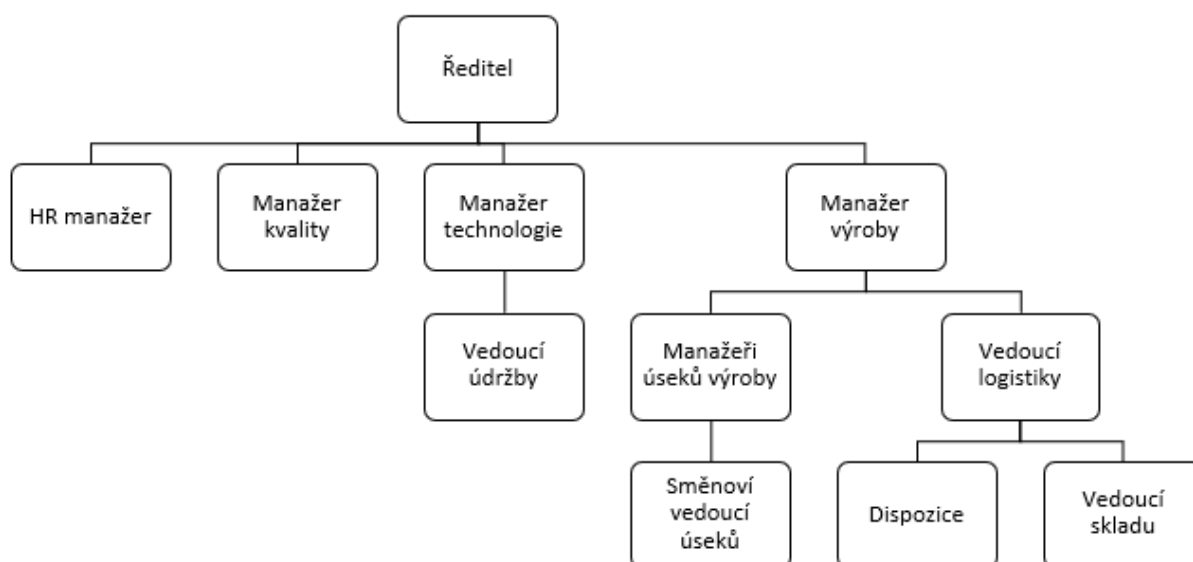 Ředitel
HR manažer
Manažer
kvality
Manažer
technologie
Manažer
výroby
Vedoucí
údržby
Manažeři
úseků výroby
Vedoucí
logistiky
Směnoví
vedoucí
úseků
Dispozice
Vedoucí
skladu